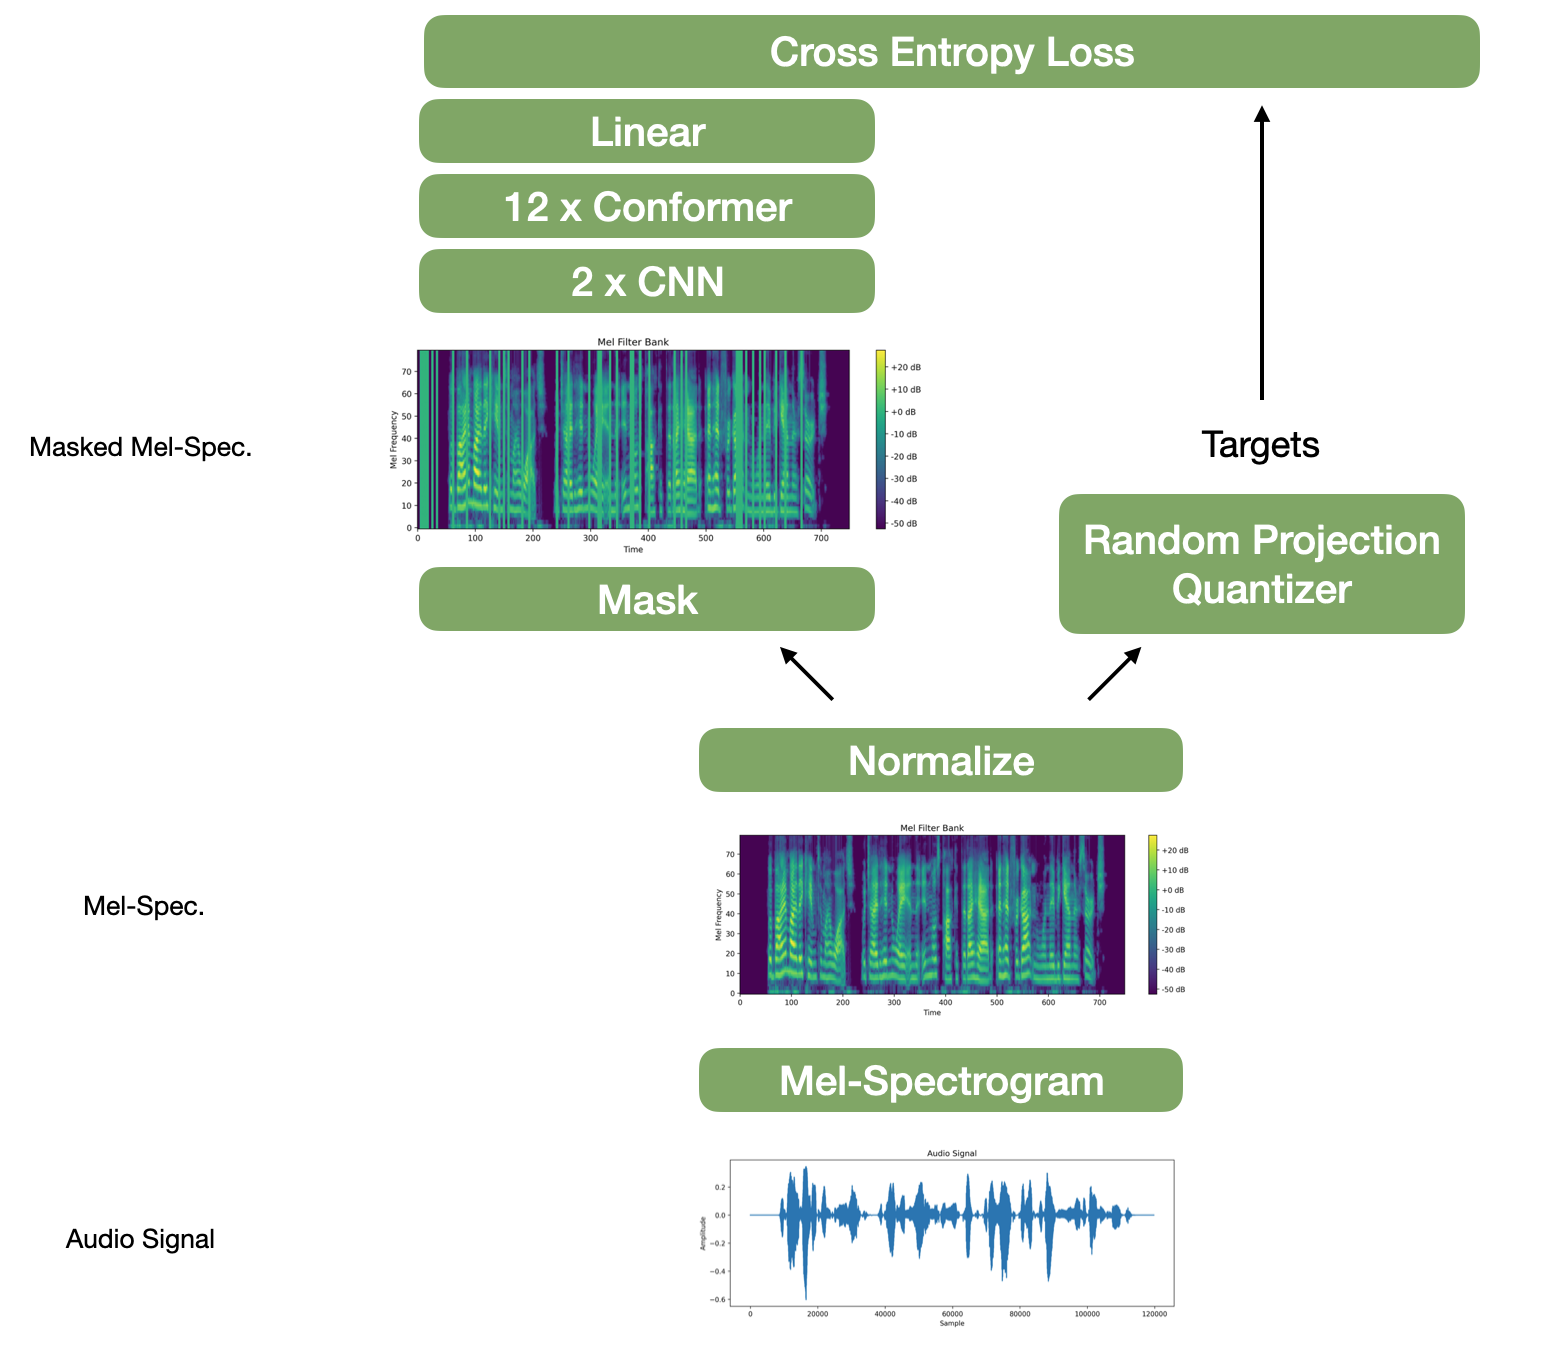 Cross Entropy Loss
Linear
12 x Conformer
2 x CNN
Mel Filter Bank
Mel Frequency
70
60
50
40
30
20
10
0
0 100 200 300 400 500 600 700
Time
+20 dB
+10 dB
+0 dB
-10 dB
-20 dB
-30 dB
-40 dB
-50 dB
Masked Mel-Spec.
Targets
Random Projection
Quantizer
Mask
Normalize
Mel Filter Bank
Mel Frequency
70
60
50
40
30
20
10
0
0 100 200 300 400 500 600 700
Time
+20 dB
+10 dB
+0 dB
-10 dB
-20 dB
-30 dB
-40 dB
-50 dB
Mel-Spec.
Mel-Spectrogram
Audio Signal
Amplitude
0.2
0.0
−0.2
−0.4
−0.6
0 20000 40000 60000 80000 100000 120000
Sample
Audio Signal